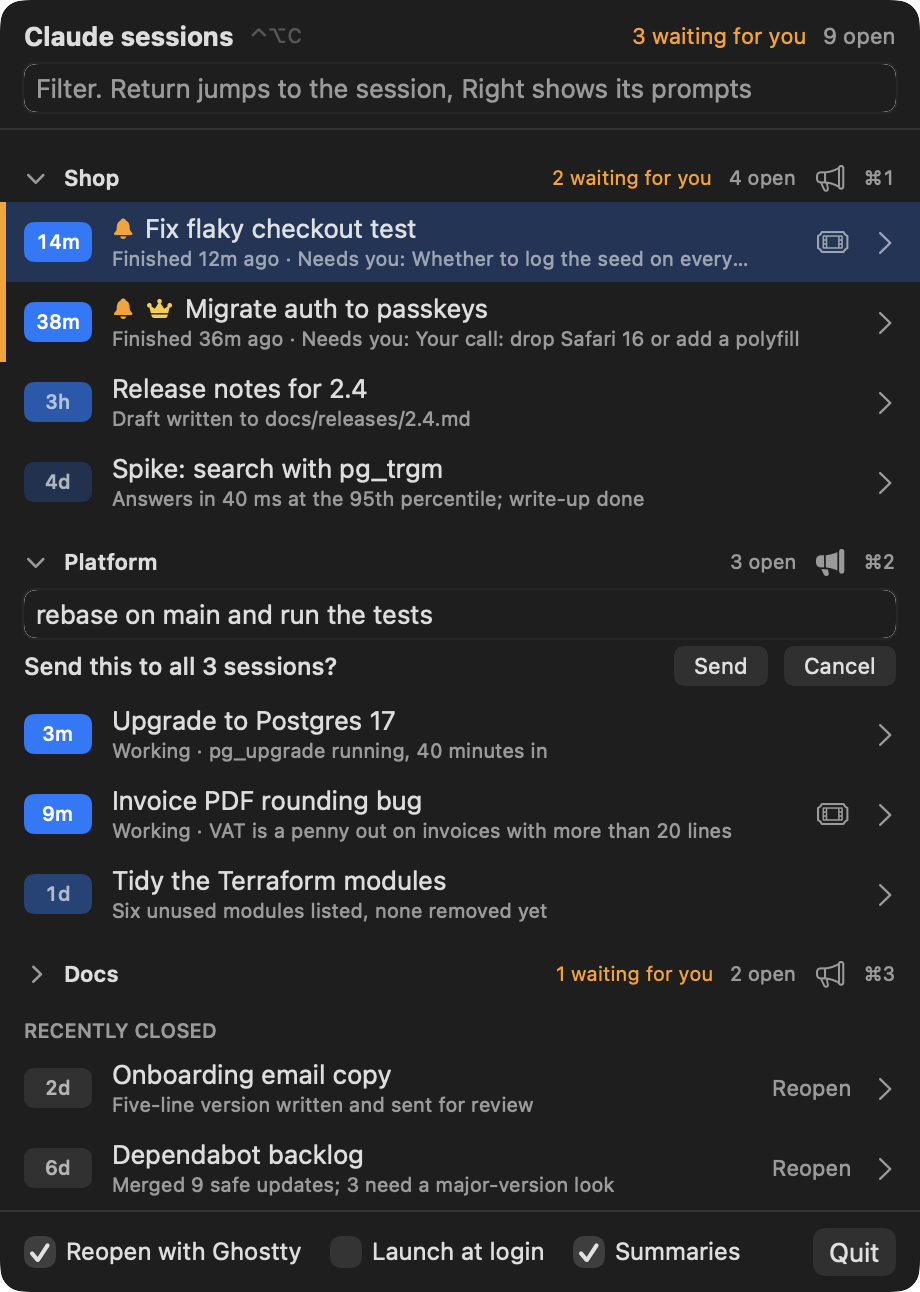 Claude sessions ⌃⌥C 3 waiting for you 9 open
Filter. Return jumps to the session, Right shows its prompts
Shop 2 waiting for you 4 open ⌘1
14m Fix flaky checkout test
Finished 12m ago · Needs you: Whether to log the seed on every…
38m Migrate auth to passkeys
Finished 36m ago · Needs you: Your call: drop Safari 16 or add a polyfill
3h Release notes for 2.4
Draft written to docs/releases/2.4.md
4d Spike: search with pg_trgm
Answers in 40 ms at the 95th percentile; write-up done
Platform 3 open ⌘2
rebase on main and run the tests
Send this to all 3 sessions? Send Cancel
3m Upgrade to Postgres 17
Working · pg_upgrade running, 40 minutes in
9m Invoice PDF rounding bug
Working · VAT is a penny out on invoices with more than 20 lines
1d Tidy the Terraform modules
Six unused modules listed, none removed yet
Docs 1 waiting for you 2 open ⌘3
RECENTLY CLOSED
2d Onboarding email copy Reopen
Five-line version written and sent for review
6d Dependabot backlog Reopen
Merged 9 safe updates; 3 need a major-version look
Reopen with Ghostty Launch at login Summaries Quit